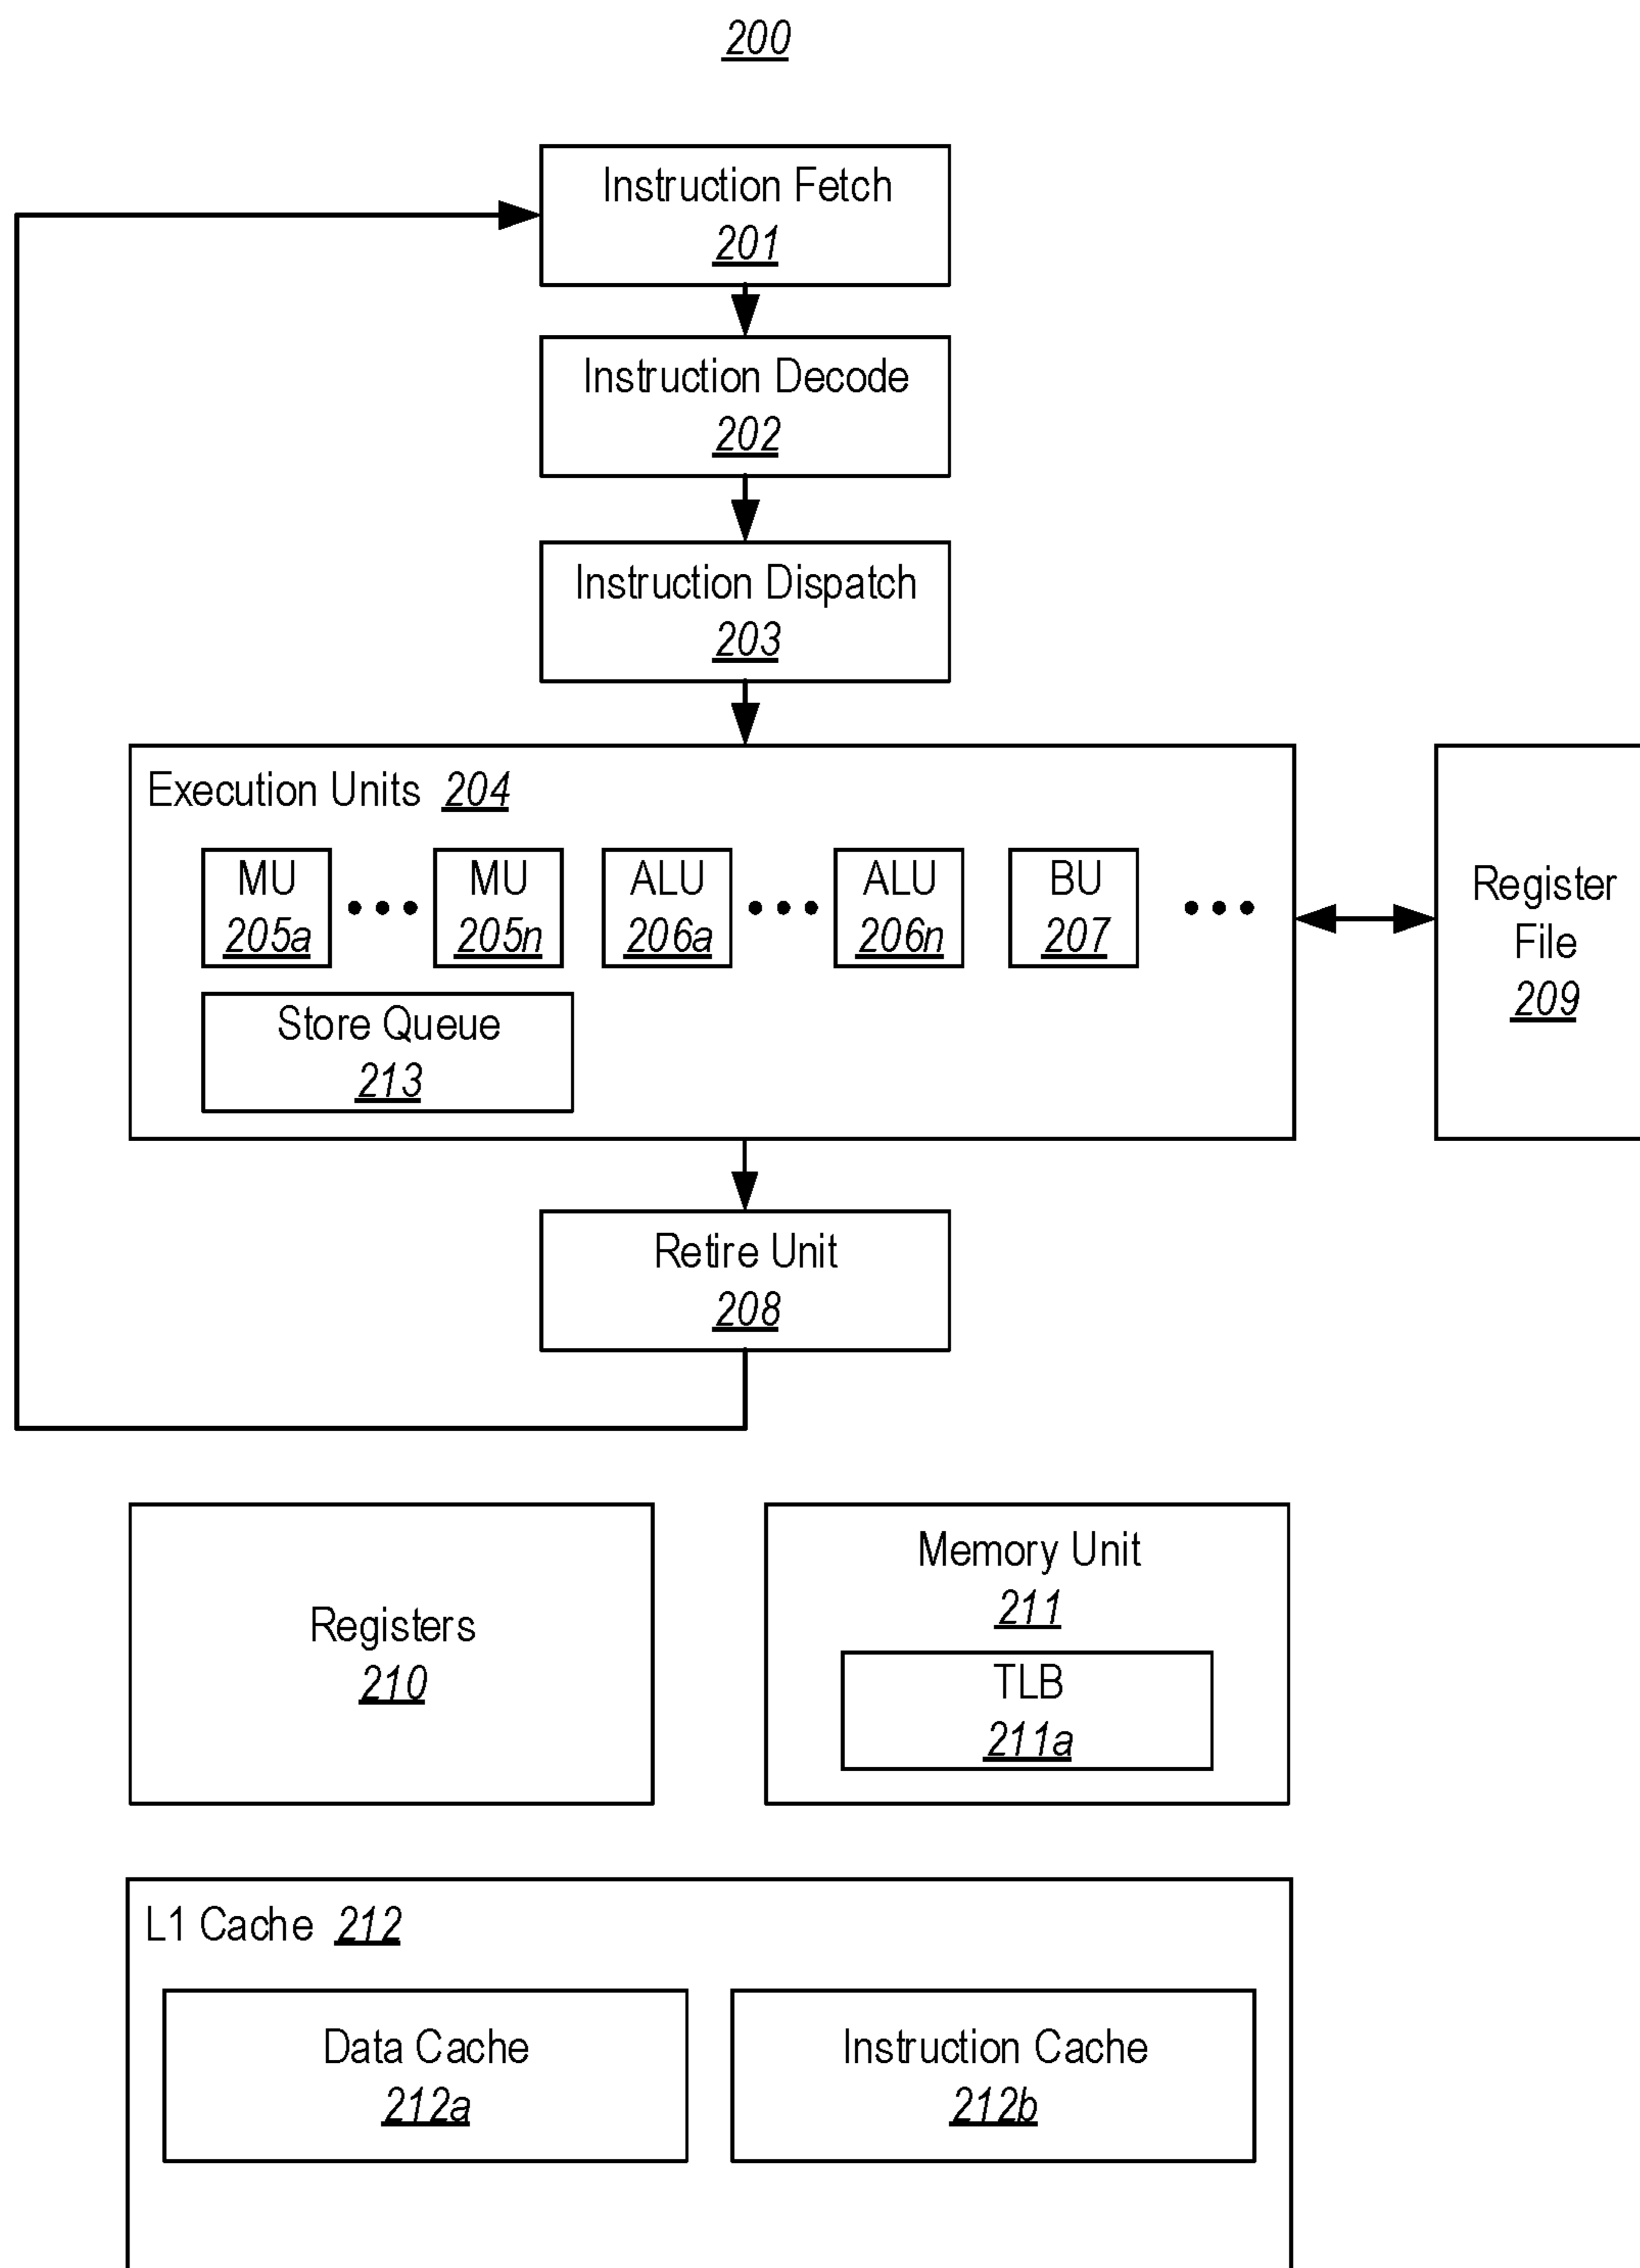 200
Instruction Fetch
201
Instruction Decode
202
Instruction Dispatch
203
Execution Units 204
MU
205a
MU
205n
ALU
206a
ALU
206n
BU
207
Store Queue
213
Register
File
209
Retire Unit
208
Registers
210
Memory Unit
211
TLB
211a
L1 Cache 212
Data Cache
212a
Instruction Cache
212b